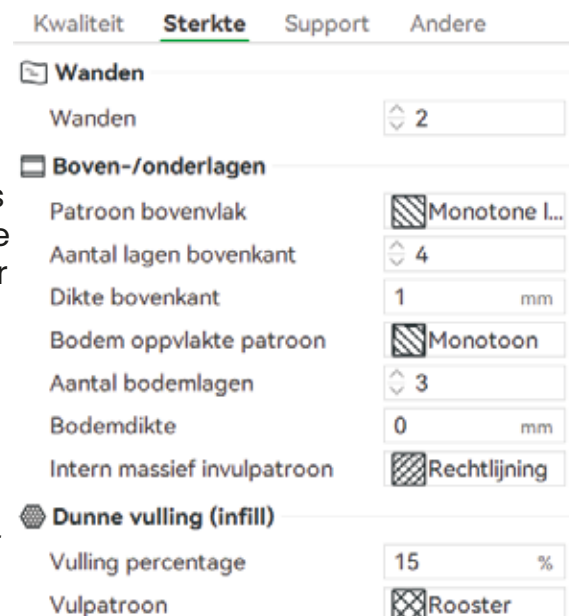 Kwaliteit Sterkte Support Andere
Wanden
Wanden 2
Boven-/onderlagen
Patroon bovenvlak Monotone l...
Aantal lagen bovenkant 4
Dikte bovenkant 1 mm
Bodem oppvlakte patroon Monotoon
Aantal bodemlagen 3
Bodemdikte 0 mm
Intern massief invulpatroon Rechtlijning
Dunne vulling (infill)
Vulling percentage 15 %
Vulpatroon Rooster